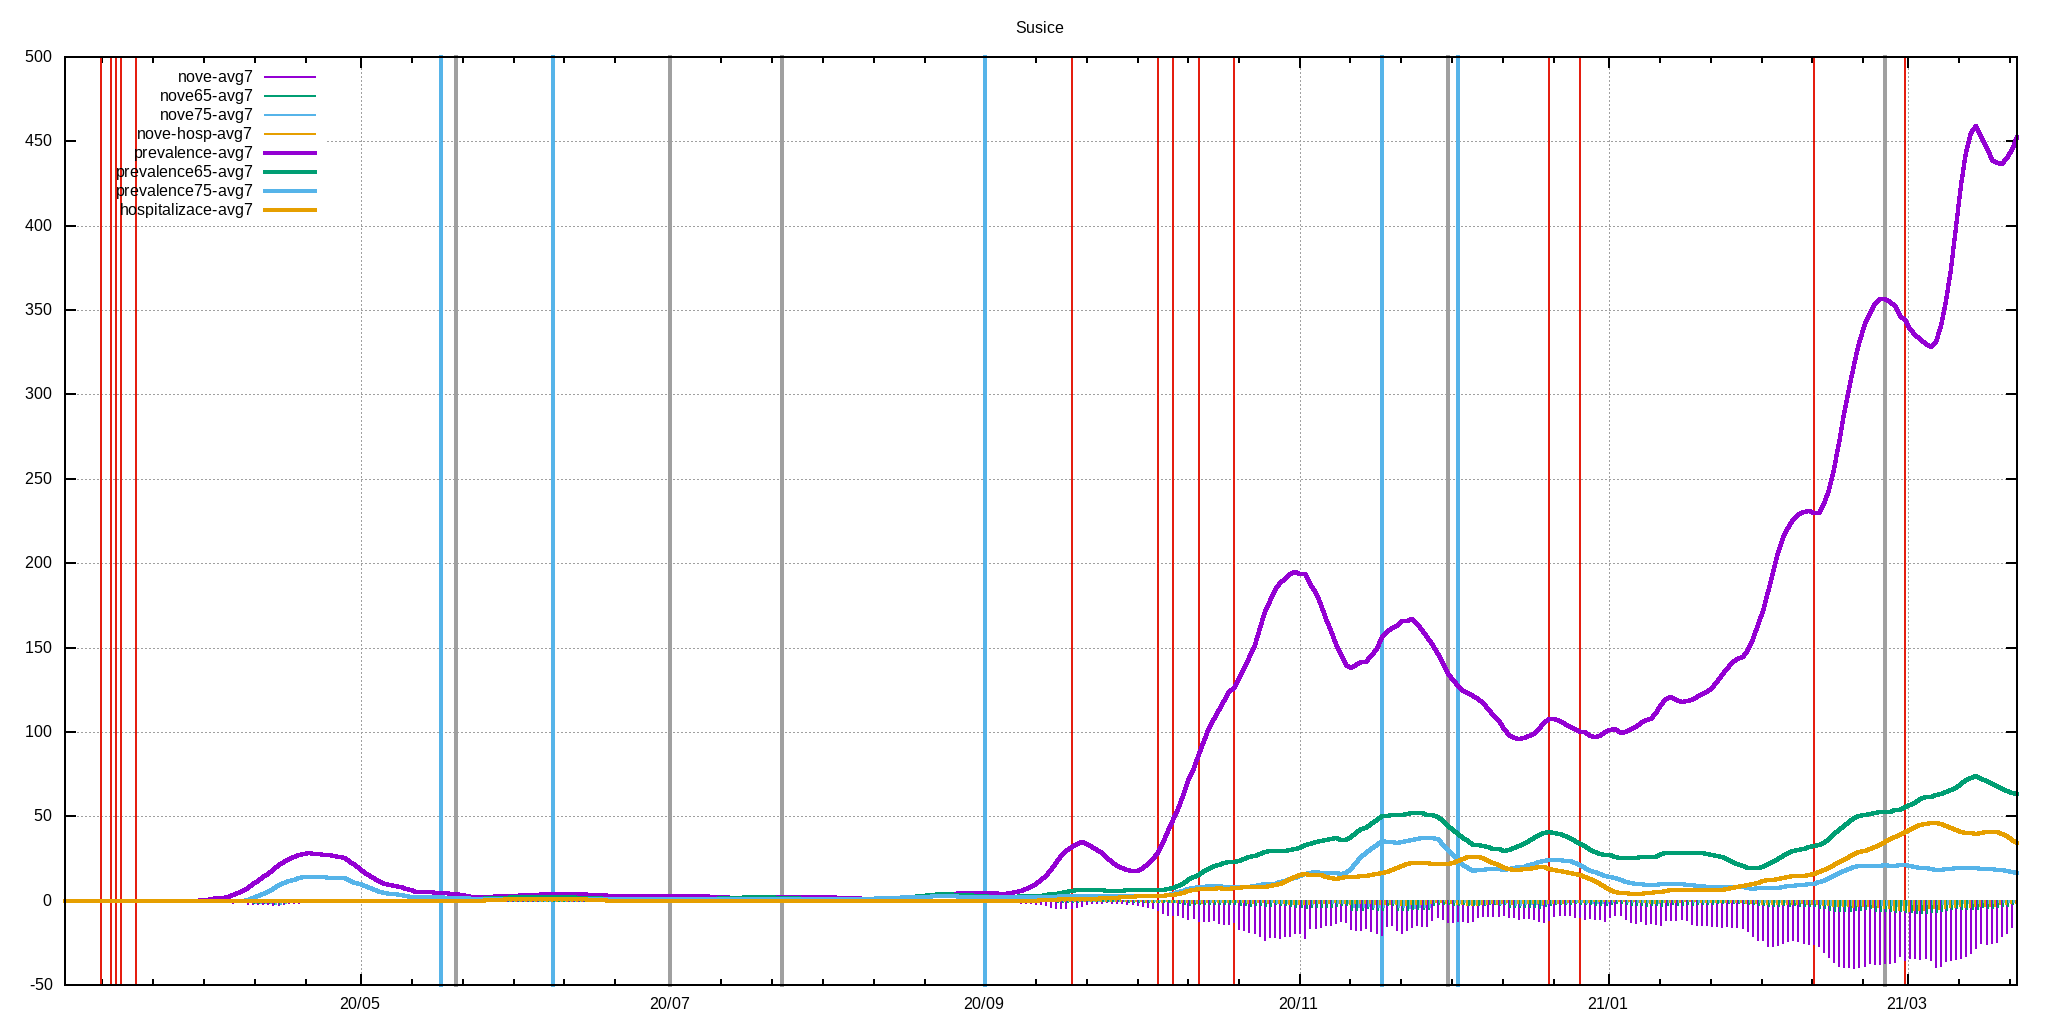 Susice
500
nove-avg7
nove65-avg7
nove75-avg7
nove-hosp-avg7
450
prevalence-avg7
prevalence65-avg7
prevalence75-avg7
hospitalizace-avg7
400
350
300
250
200
150
100
50
0
-50
20/05 20/07 20/09 20/11 21/01 21/03